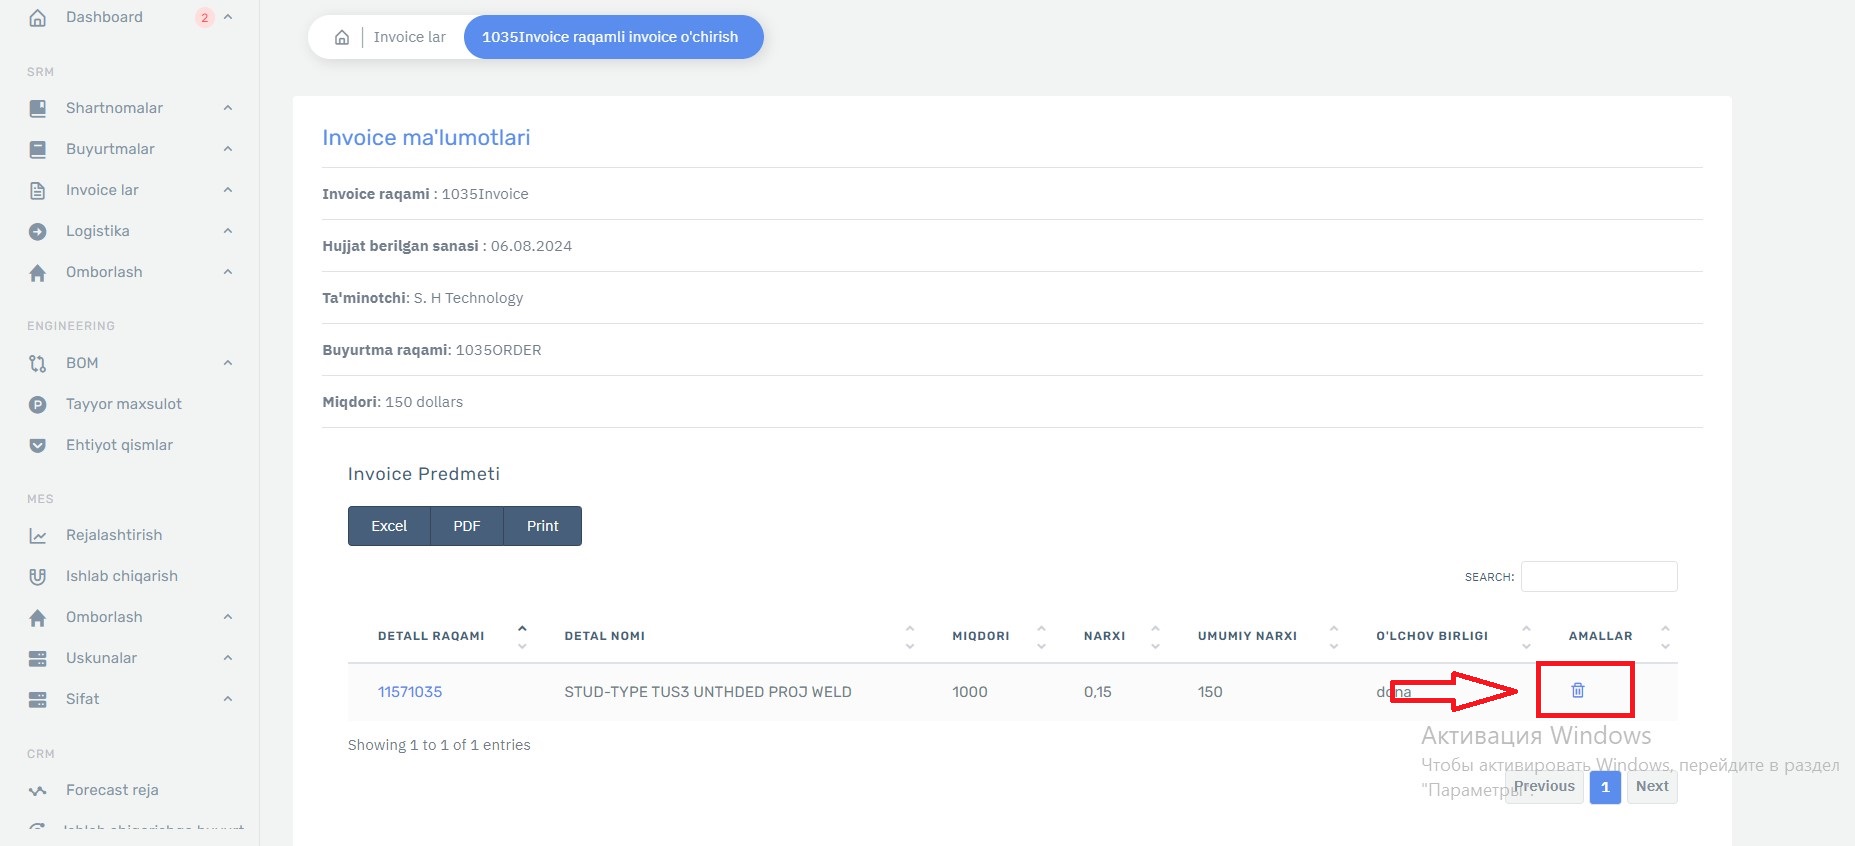 Dashboard 2
SRM
Shartnomalar
Buyurtmalar
Invoice lar
Logistika
Omborlash
ENGINEERING
BOM
Tayyor maxsulot
Ehtiyot qismlar
MES
Rejalashtirish
Ishlab chiqarish
Omborlash
Uskunalar
Sifat
CRM
Forecast reja
Invoice lar 1035Invoice raqamli invoice o'chirish
Invoice ma'lumotlari
Invoice raqami : 1035Invoice
Hujjat berilgan sanasi : 06.08.2024
Ta'minotchi: S. H Technology
Buyurtma raqami: 1035ORDER
Miqdori: 150 dollars
Invoice Predmeti
Excel PDF Print
SEARCH:
DETALL RAQAMI DETAL NOMI MIQDORI NARXI UMUMIY NARXI O'LCHOV BIRLIGI AMALLAR
11571035 STUD-TYPE TUS3 UNTHDED PROJ WELD 1000 0,15 150 dona
Showing 1 to 1 of 1 entries
Previous 1 Next
Активация Windows
Чтобы активировать Windows, перейдите в раздел
"Параметры".